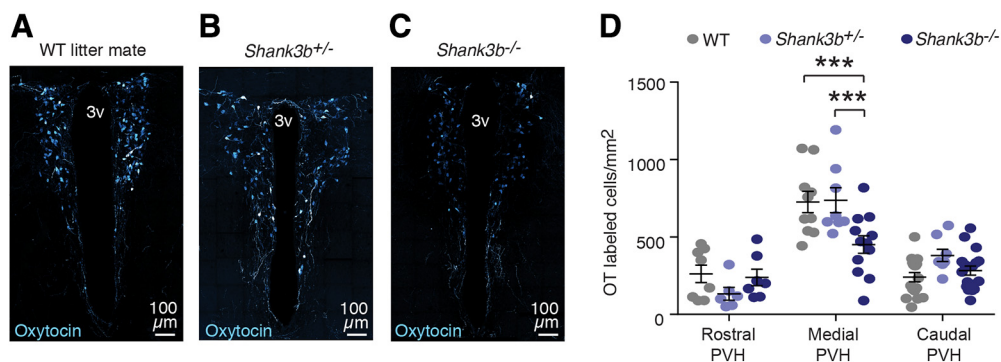 A
WT litter mate
3v
100
µm
Oxytocin
B
Shank3b+/-
3v
100
µm
Oxytocin
C
Shank3b-/-
3v
100
µm
Oxytocin
D
WT
Shank3b+/-
Shank3b-/-
***
***
OT labeled cells/mm²
1500
1000
500
0
Rostral
PVH
Medial
PVH
Caudal
PVH